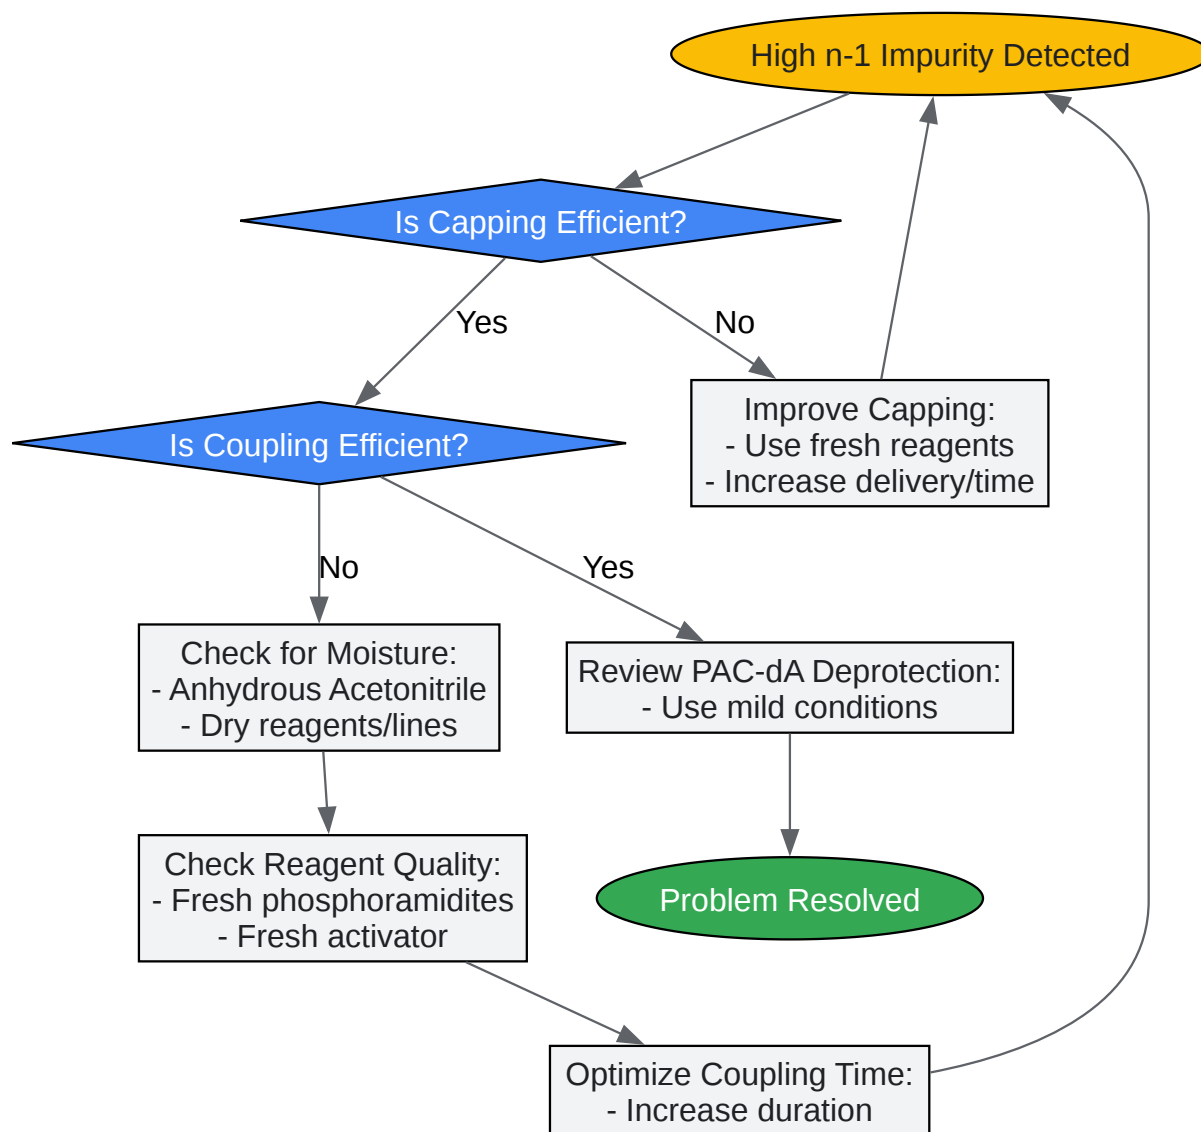 High n-1 Impurity Detected
Is Capping Efficient?
Yes
No
Improve Capping:
- Use fresh reagents
- Increase delivery/time
Is Coupling Efficient?
No
Yes
Check for Moisture:
- Anhydrous Acetonitrile
- Dry reagents/lines
Review PAC-dA Deprotection:
- Use mild conditions
Check Reagent Quality:
- Fresh phosphoramidites
- Fresh activator
Problem Resolved
Optimize Coupling Time:
- Increase duration